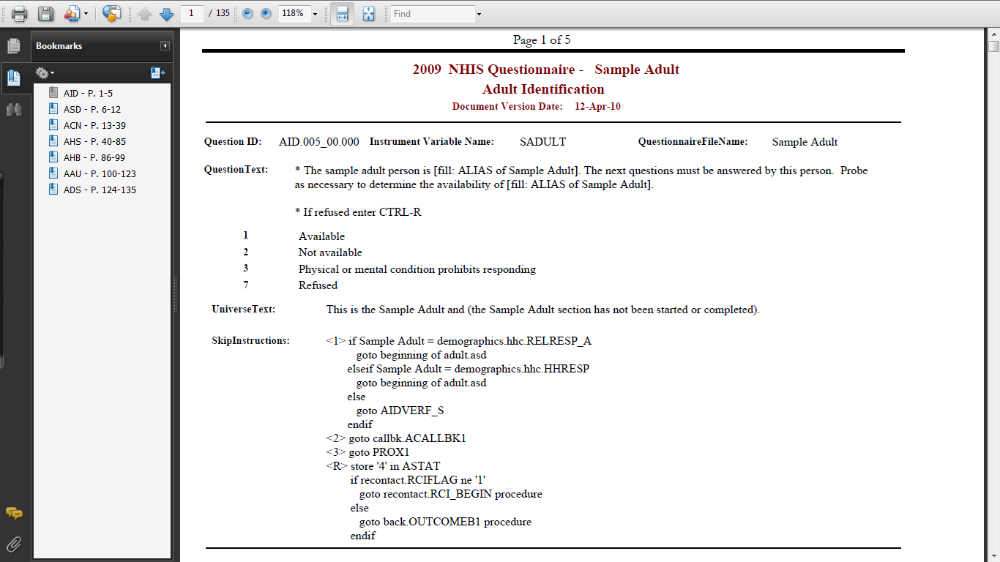 1 / 135 118% Find
Bookmarks
AID - P. 1-5
ASD - P. 6-12
ACN - P. 13-39
AHS - P. 40-85
AHB - P. 86-99
AAU - P. 100-123
ADS - P. 124-135
Page 1 of 5
2009 NHIS Questionnaire - Sample Adult
Adult Identification
Document Version Date: 12-Apr-10
Question ID: AID.005_00.000 Instrument Variable Name: SADULT QuestionnaireFileName: Sample Adult
QuestionText: * The sample adult person is [fill: ALIAS of Sample Adult]. The next questions must be answered by this person. Probe
as necessary to determine the availability of [fill: ALIAS of Sample Adult].
* If refused enter CTRL-R
1 Available
2 Not available
3 Physical or mental condition prohibits responding
7 Refused
UniverseText: This is the Sample Adult and (the Sample Adult section has not been started or completed).
SkipInstructions: <1> if Sample Adult = demographics.hhc.RELRESP_A
goto beginning of adult.asd
elseif Sample Adult = demographics.hhc.HHRESP
goto beginning of adult.asd
else
goto AIDVERF_S
endif
<2> goto callbk.ACALLBK1
<3> goto PROX1
<R> store '4' in ASTAT
if recontact.RCIFLAG ne '1'
goto recontact.RCI_BEGIN procedure
else
goto back.OUTCOMEB1 procedure
endif